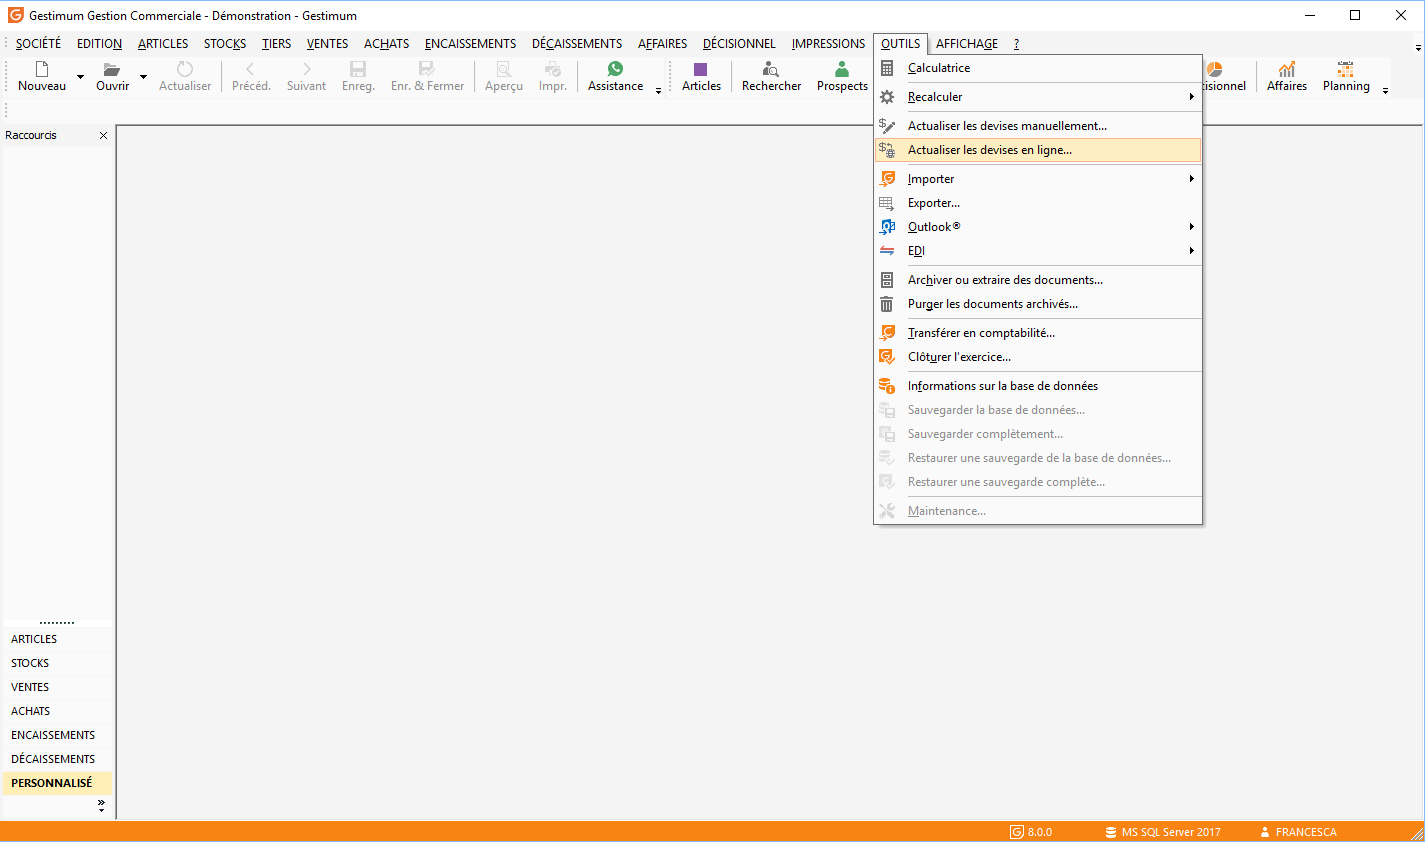 Gestimum Gestion Commerciale - Démonstration - Gestimum
SOCIÉTÉ EDITION ARTICLES STOCKS TIERS VENTES ACHATS ENCAISSEMENTS DÉCAISSEMENTS AFFAIRES DÉCISIONNEL IMPRESSIONS OUTILS AFFICHAGE ?
Nouveau Ouvrir Actualiser Précéd. Suivant Enreg. Enr. & Fermer Aperçu Impr. Assistance Articles Rechercher Prospects isionnel Affaires Planning
Raccourcis
Calculatrice
Recalculer
Actualiser les devises manuellement...
Actualiser les devises en ligne...
Importer
Exporter...
Outlook®
EDI
Archiver ou extraire des documents...
Purger les documents archivés...
Transférer en comptabilité...
Clôturer l'exercice...
Informations sur la base de données
Sauvegarder la base de données...
Sauvegarder complètement...
Restaurer une sauvegarde de la base de données...
Restaurer une sauvegarde complète...
Maintenance...
ARTICLES
STOCKS
VENTES
ACHATS
ENCAISSEMENTS
DÉCAISSEMENTS
PERSONNALISÉ
8.0.0 MS SQL Server 2017 FRANCESCA